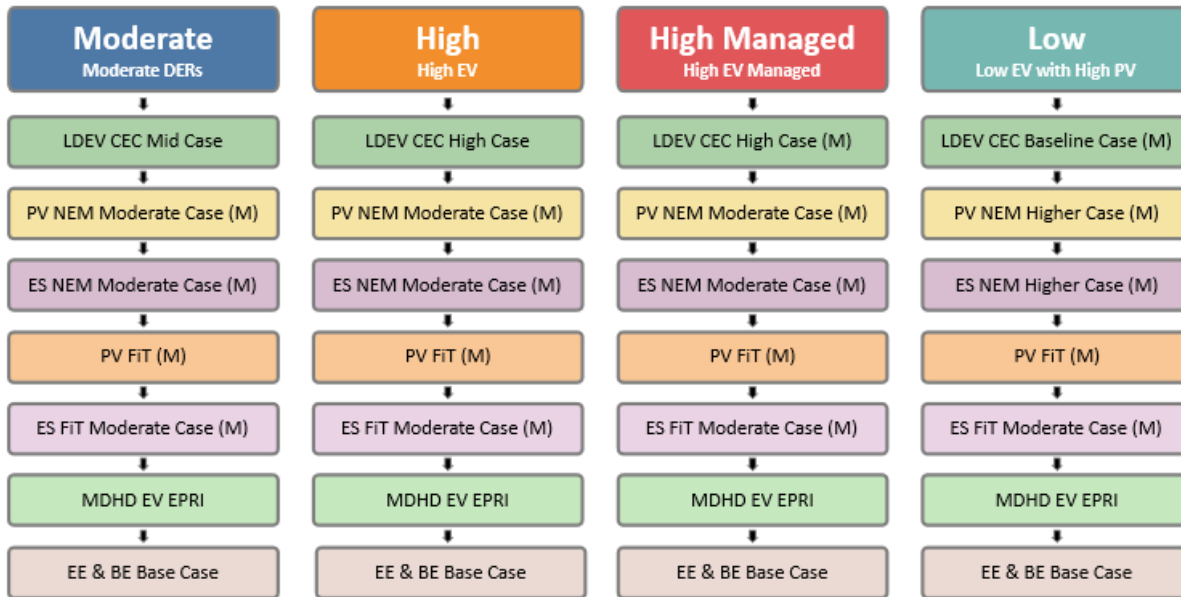 Moderate
Moderate DERs
LDEV CEC Mid Case
PV NEM Moderate Case (M)
ES NEM Moderate Case (M)
PV FiT (M)
ES FiT Moderate Case (M)
MDHD EV EPRI
EE & BE Base Case
High
High EV
LDEV CEC High Case
PV NEM Moderate Case (M)
ES NEM Moderate Case (M)
PV FiT (M)
ES FiT Moderate Case (M)
MDHD EV EPRI
EE & BE Base Case
High Managed
High EV Managed
LDEV CEC High Case (M)
PV NEM Moderate Case (M)
ES NEM Moderate Case (M)
PV FiT (M)
ES FiT Moderate Case (M)
MDHD EV EPRI
EE & BE Base Case
Low
Low EV with High PV
LDEV CEC Baseline Case (M)
PV NEM Higher Case (M)
ES NEM Higher Case (M)
PV FiT (M)
ES FiT Moderate Case (M)
MDHD EV EPRI
EE & BE Base Case